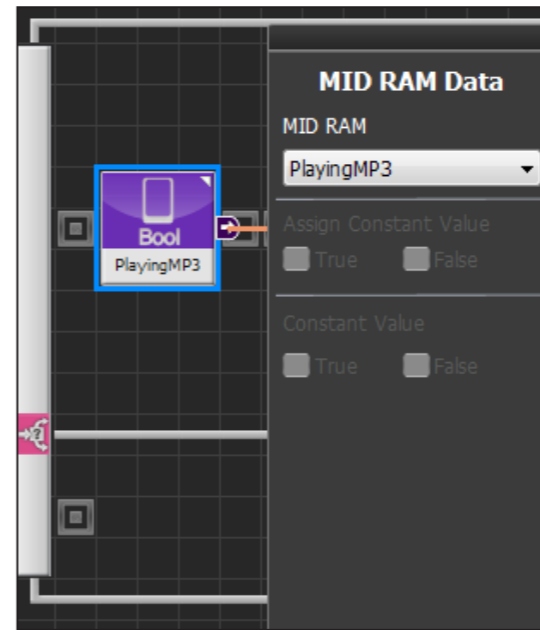 MID RAM Data
MID RAM
PlayingMP3
Assign Constant Value
True False
Constant Value
True False
Bool
PlayingMP3
?